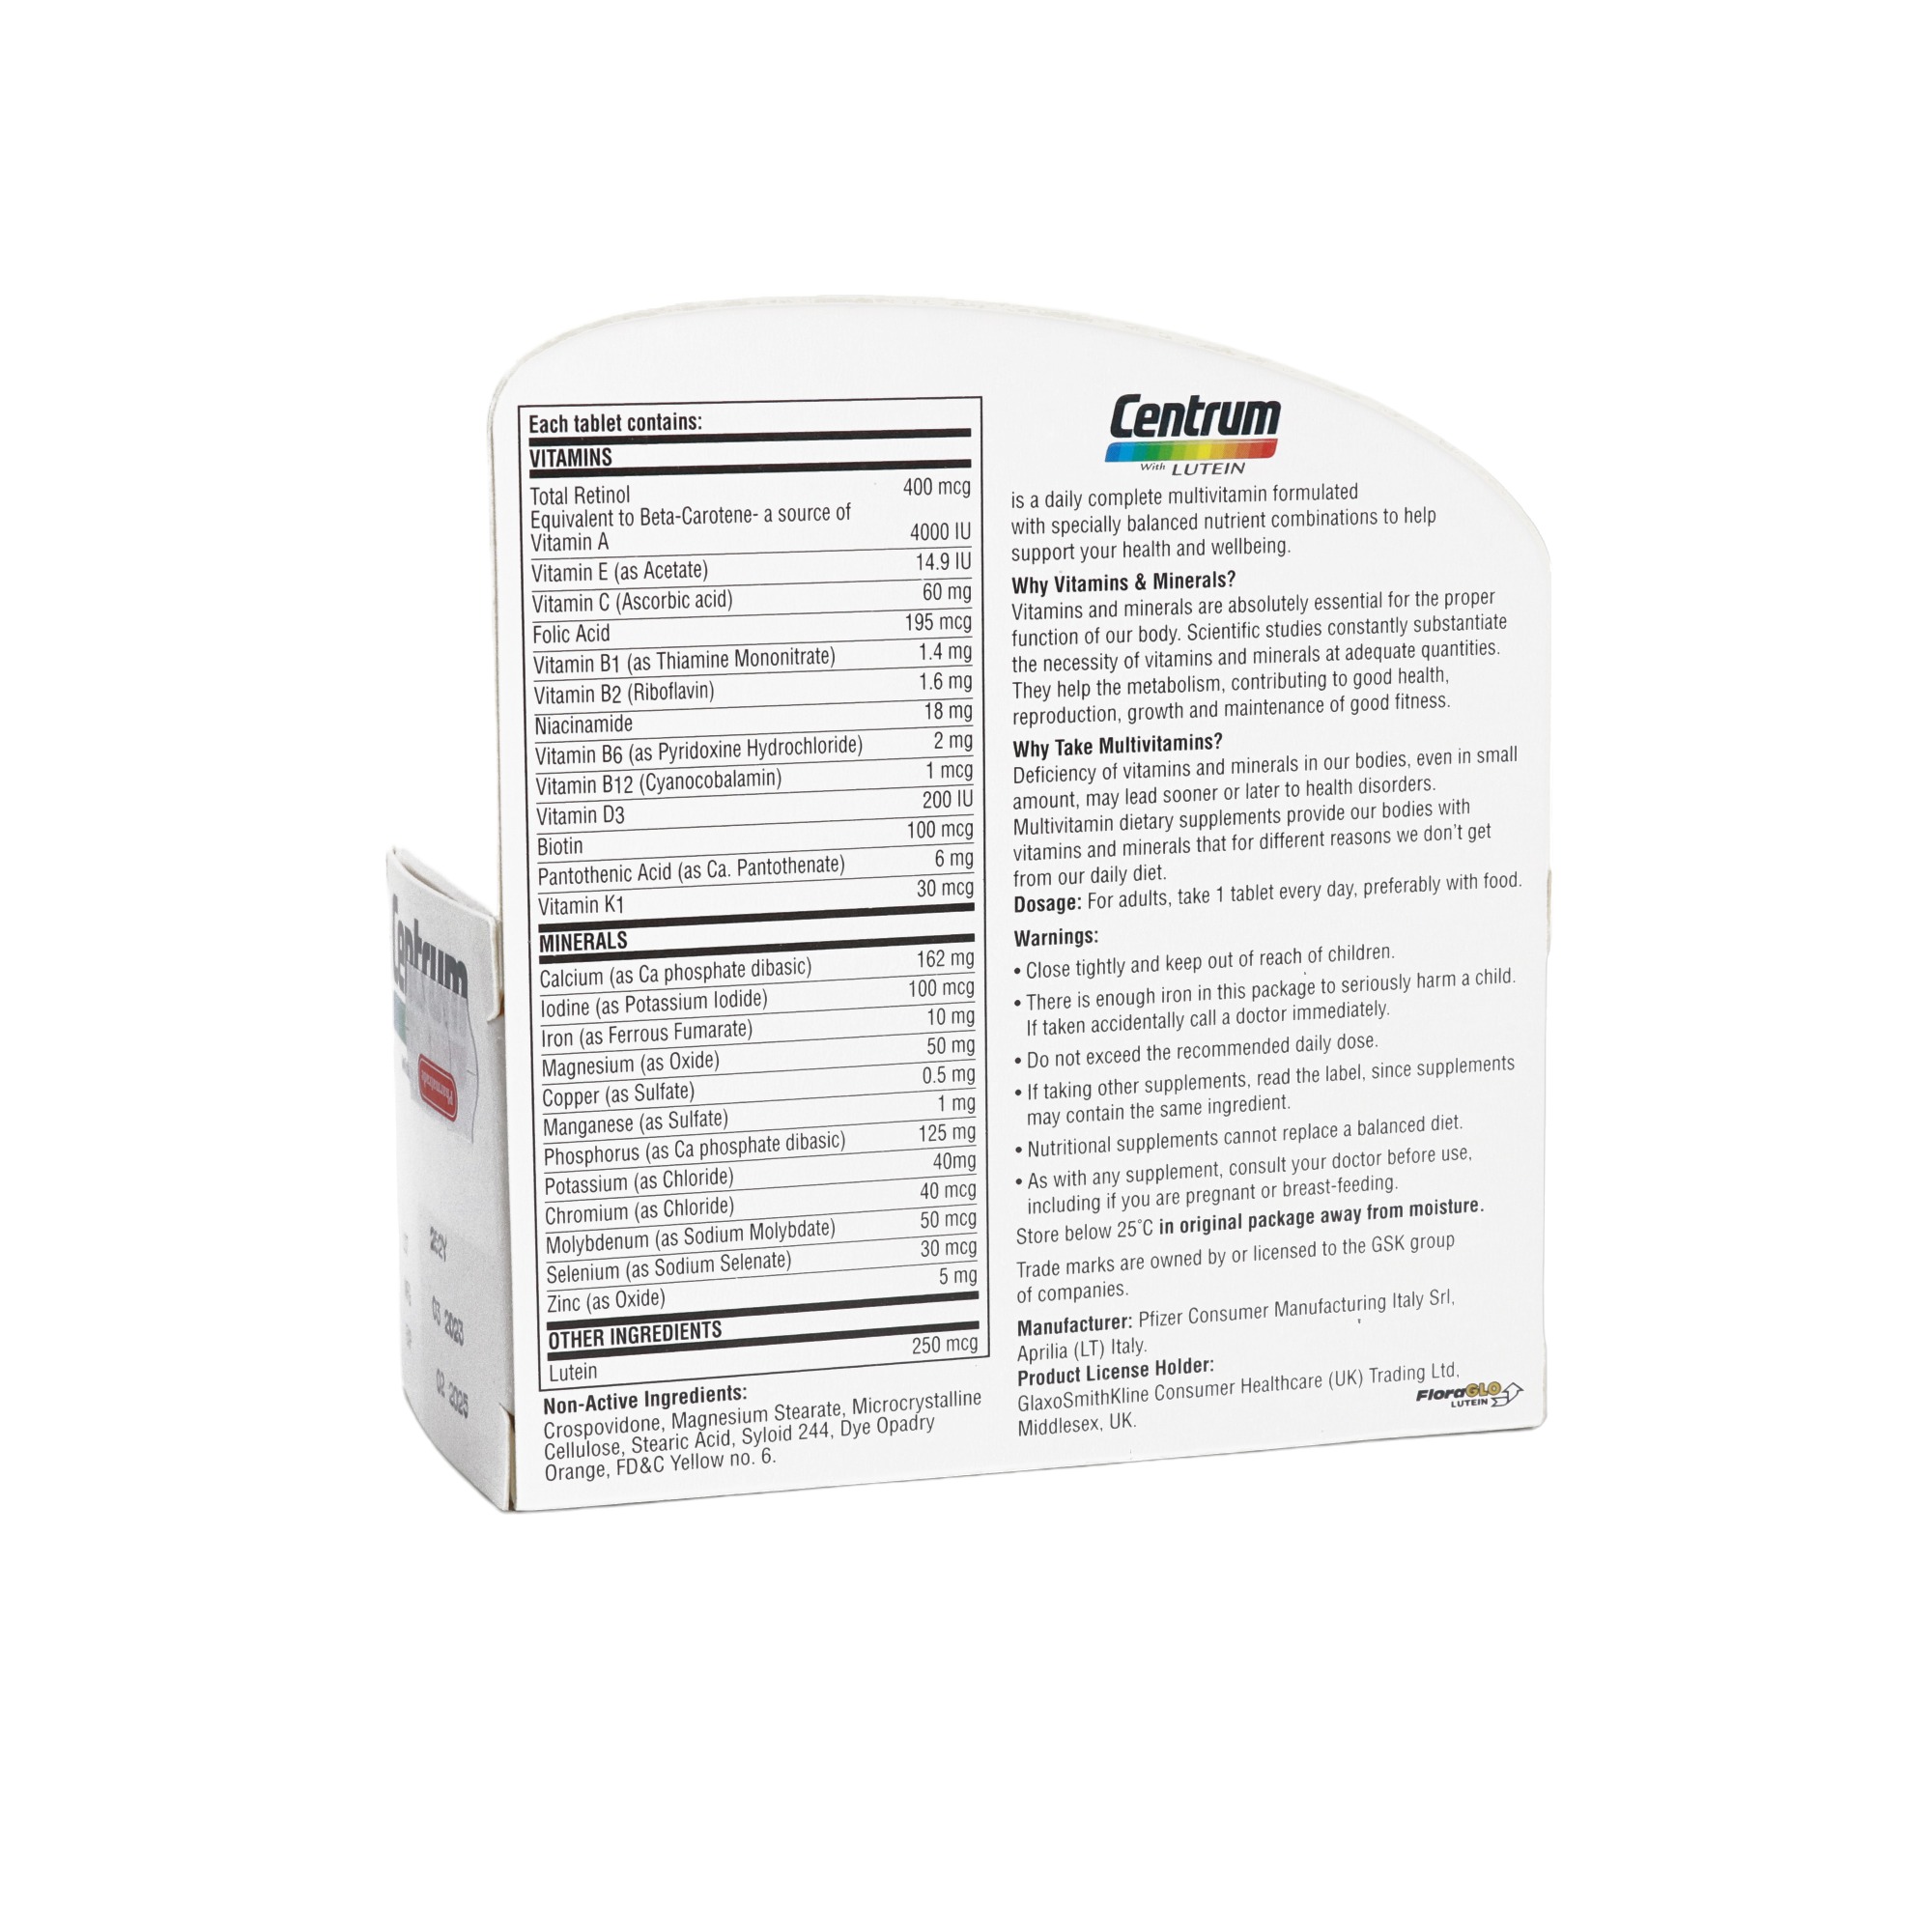 Each tablet contains:
VITAMINS
Total Retinol 400 mcg
Equivalent to Beta-Carotene- a source of
Vitamin A 4000 IU
Vitamin E (as Acetate) 14.9 IU
Vitamin C (Ascorbic acid) 60 mg
Folic Acid 195 mcg
Vitamin B1 (as Thiamine Mononitrate) 1.4 mg
Vitamin B2 (Riboflavin) 1.6 mg
Niacinamide 18 mg
Vitamin B6 (as Pyridoxine Hydrochloride) 2 mg
Vitamin B12 (Cyanocobalamin) 1 mcg
Vitamin D3 200 IU
Biotin 100 mcg
Pantothenic Acid (as Ca. Pantothenate) 6 mg
Vitamin K1 30 mcg
MINERALS
Calcium (as Ca phosphate dibasic) 162 mg
Iodine (as Potassium Iodide) 100 mcg
Iron (as Ferrous Fumarate) 10 mg
Magnesium (as Oxide) 50 mg
Copper (as Sulfate) 0.5 mg
Manganese (as Sulfate) 1 mg
Phosphorus (as Ca phosphate dibasic) 125 mg
Potassium (as Chloride) 40mg
Chromium (as Chloride) 40 mcg
Molybdenum (as Sodium Molybdate) 50 mcg
Selenium (as Sodium Selenate) 30 mcg
Zinc (as Oxide) 5 mg
OTHER INGREDIENTS
Lutein 250 mcg
Non-Active Ingredients:
Crospovidone, Magnesium Stearate, Microcrystalline
Cellulose, Stearic Acid, Syloid 244, Dye Opadry
Orange, FD&C Yellow no. 6.
Centrum
With LUTEIN
is a daily complete multivitamin formulated
with specially balanced nutrient combinations to help
support your health and wellbeing.
Why Vitamins & Minerals?
Vitamins and minerals are absolutely essential for the proper
function of our body. Scientific studies constantly substantiate
the necessity of vitamins and minerals at adequate quantities.
They help the metabolism, contributing to good health,
reproduction, growth and maintenance of good fitness.
Why Take Multivitamins?
Deficiency of vitamins and minerals in our bodies, even in small
amount, may lead sooner or later to health disorders.
Multivitamin dietary supplements provide our bodies with
vitamins and minerals that for different reasons we don't get
from our daily diet.
Dosage: For adults, take 1 tablet every day, preferably with food.
Warnings:
• Close tightly and keep out of reach of children.
• There is enough iron in this package to seriously harm a child.
If taken accidentally call a doctor immediately.
• Do not exceed the recommended daily dose.
• If taking other supplements, read the label, since supplements
may contain the same ingredient.
• Nutritional supplements cannot replace a balanced diet.
• As with any supplement, consult your doctor before use,
including if you are pregnant or breast-feeding.
Store below 25°C in original package away from moisture.
Trade marks are owned by or licensed to the GSK group
of companies.
Manufacturer: Pfizer Consumer Manufacturing Italy Srl,
Aprilia (LT) Italy.
Product License Holder:
GlaxoSmithKline Consumer Healthcare (UK) Trading Ltd,
Middlesex, UK.
FloraGLO
LUTEIN
Centrum
03 2023
02 2025